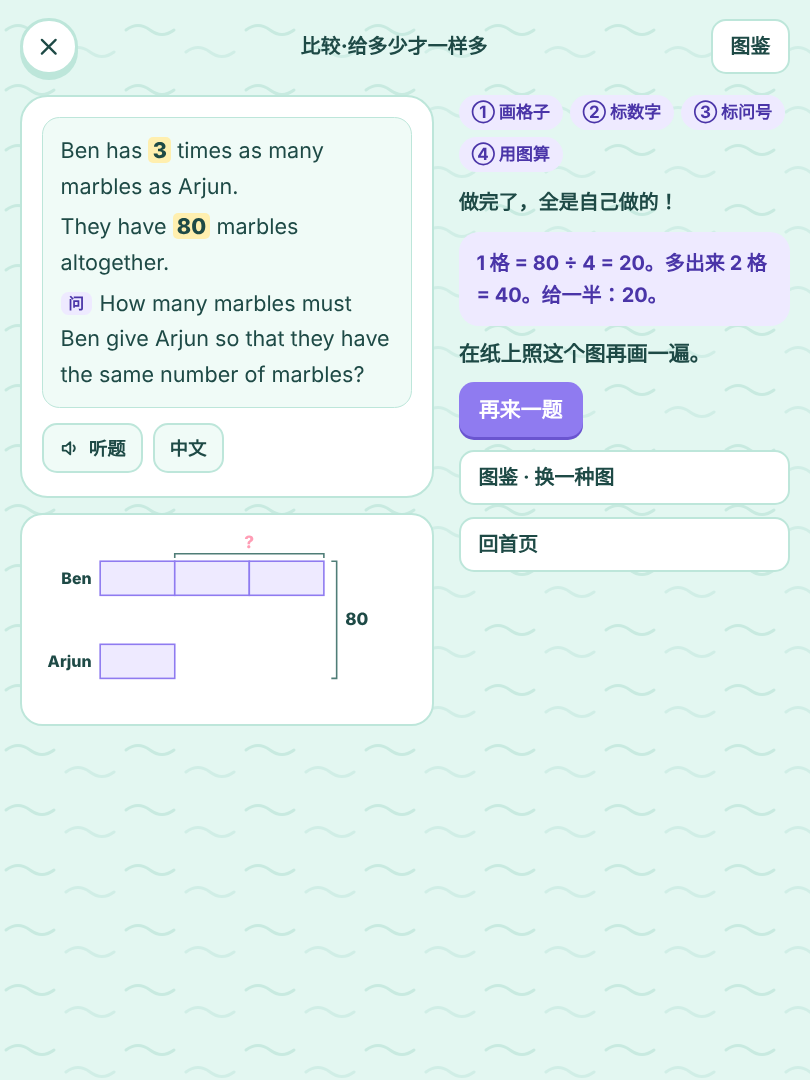 比较·给多少才一样多
图鉴
Ben has 3 times as many
marbles as Arjun.
They have 80 marbles
altogether.
问 How many marbles must
Ben give Arjun so that they have
the same number of marbles?
听题
中文
?
Ben
80
Arjun
① 画格子 ② 标数字 ③ 标问号
④ 用图算
做完了，全是自己做的！
1 格 = 80 ÷ 4 = 20。多出来 2 格
= 40。给一半：20。
在纸上照这个图再画一遍。
再来一题
图鉴 · 换一种图
回首页